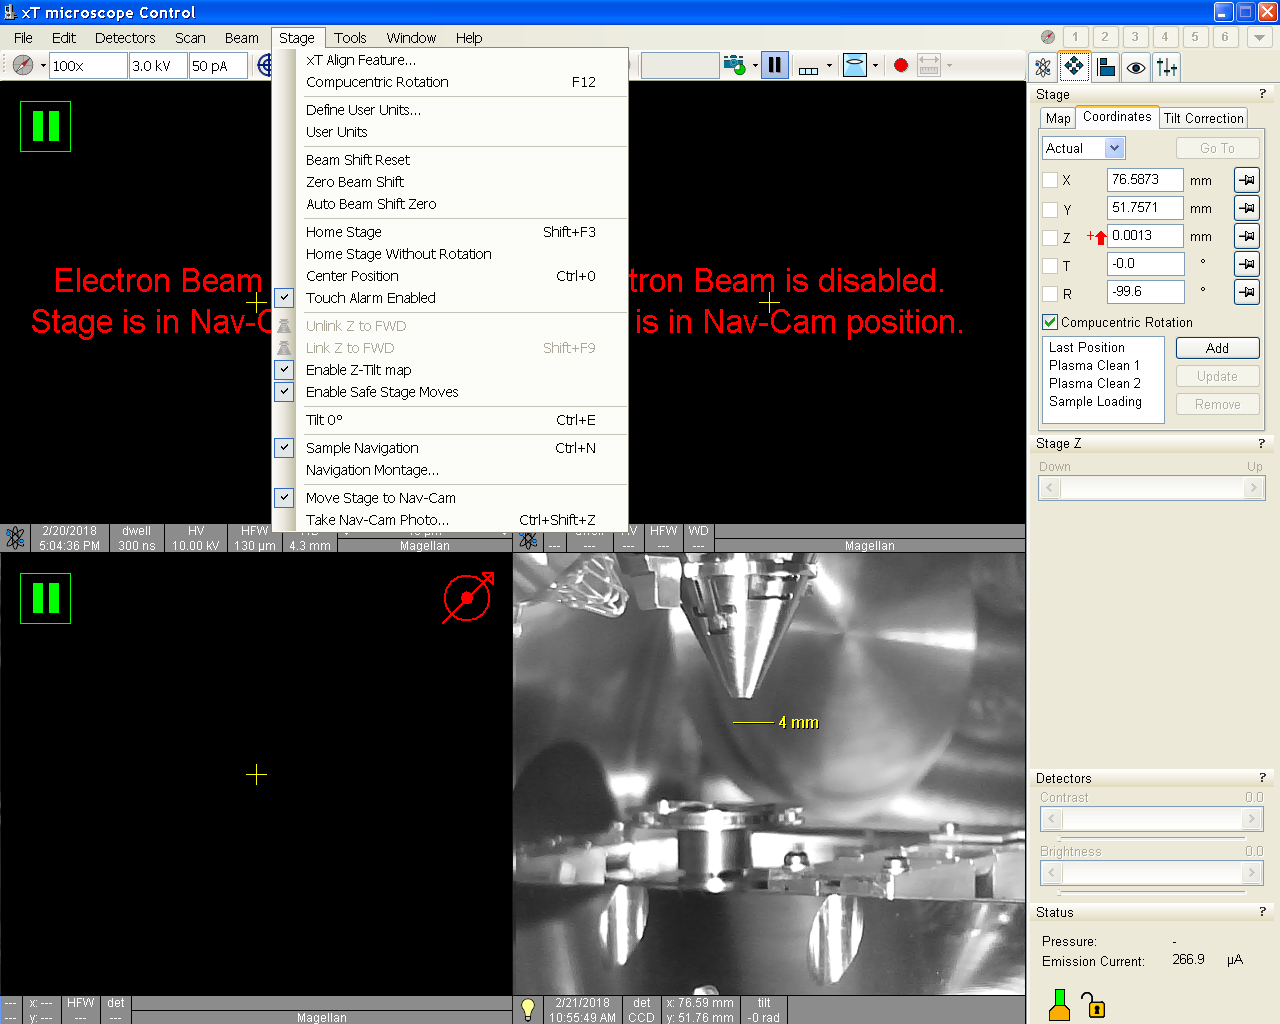 xT microscope Control
File Edit Detectors Scan Beam Stage Tools Window Help
1 2 3 4 5 6
100x 3.0 kV 50 pA
xT Align Feature...
Compucentric Rotation F12
Define User Units...
User Units
Beam Shift Reset
Zero Beam Shift
Auto Beam Shift Zero
Home Stage Shift+F3
Home Stage Without Rotation
Center Position Ctrl+0
Touch Alarm Enabled
Unlink Z to FWD
Link Z to FWD Shift+F9
Enable Z-Tilt map
Enable Safe Stage Moves
Tilt 0° Ctrl+E
Sample Navigation Ctrl+N
Navigation Montage...
Move Stage to Nav-Cam
Take Nav-Cam Photo... Ctrl+Shift+Z
Electron Beam
Stage is in Nav-C
tron Beam is disabled.
is in Nav-Cam position.
2/20/2018 dwell HV HFW
5:04:36 PM 300 ns 10.00 kV 130 µm 4.3 mm Magellan
HFW WD
--- --- --- --- --- Magellan
4 mm
--- x: --- HFW det
--- y: --- --- --- Magellan
2/21/2018 det x: 76.59 mm tilt
10:55:49 AM CCD y: 51.76 mm -0 rad
Stage ?
Map Coordinates Tilt Correction
Actual Go To
X 76.5873 mm
Y 51.7571 mm
Z + 0.0013 mm
T -0.0 °
R -99.6 °
Compucentric Rotation
Last Position
Plasma Clean 1
Plasma Clean 2
Sample Loading
Add
Update
Remove
Stage Z ?
Down Up
Detectors ?
Contrast 0.0
Brightness 0.0
Status ?
Pressure: -
Emission Current: 266.9 µA